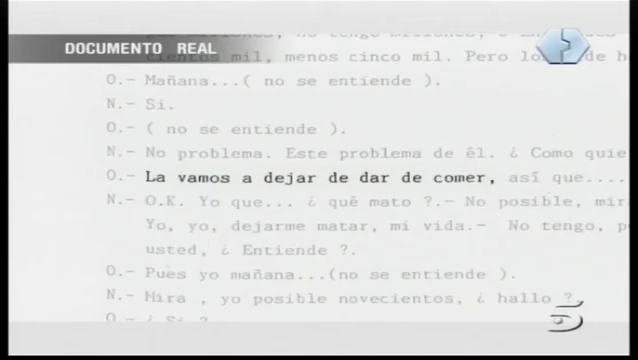 DOCUMENTO REAL
cientos mil, menos cinco mil. Pero los de
O.- Mañana...( no se entiende ).
N.- Si.
O.- ( no se entiende ).
N.- No problema. Este problema de él. ¿ Como quie
O.- La vamos a dejar de dar de comer, así que....
N.- O.K. Yo que... ¿ qué mato ?.- No posible, mir
Yo, yo, dejarme matar, mi vida.- No tengo, p
usted, ¿ Entiende ?.
O.- Pues yo mañana...(no se entiende ).
N.- Mira , yo posible novecientos, ¿ hallo ?
O.- ¿ Si ?